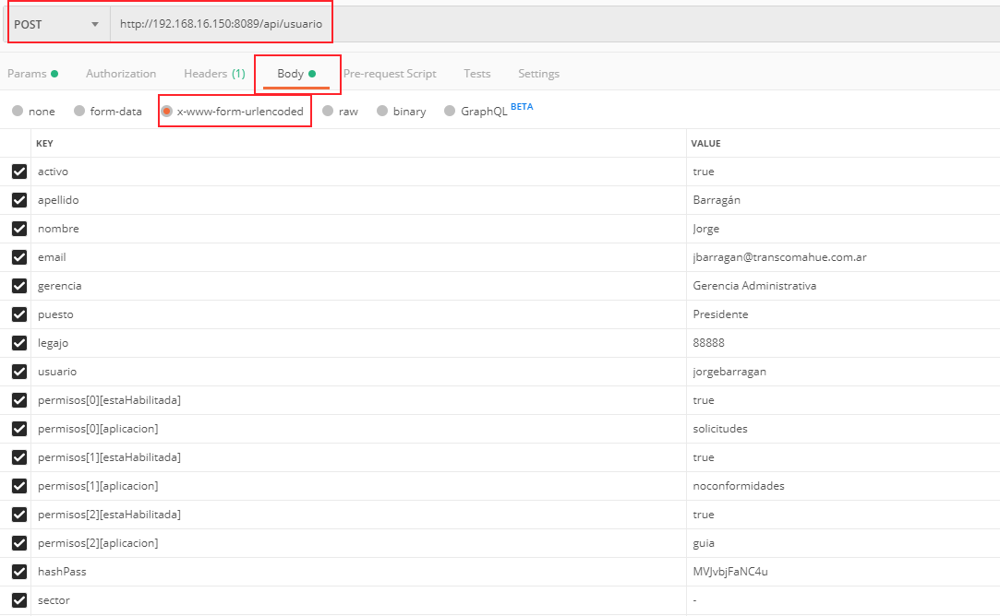 POST http://192.168.16.150:8089/api/usuario
Params Authorization Headers (1) Body Pre-request Script Tests Settings
none form-data x-www-form-urlencoded raw binary GraphQL BETA
KEY VALUE
activo true
apellido Barragán
nombre Jorge
email jbarragan@transcomahue.com.ar
gerencia Gerencia Administrativa
puesto Presidente
legajo 88888
usuario jorgebarragan
permisos[0][estaHabilitada] true
permisos[0][aplicacion] solicitudes
permisos[1][estaHabilitada] true
permisos[1][aplicacion] noconformidades
permisos[2][estaHabilitada] true
permisos[2][aplicacion] guia
hashPass MVJvbjFaNC4u
sector -